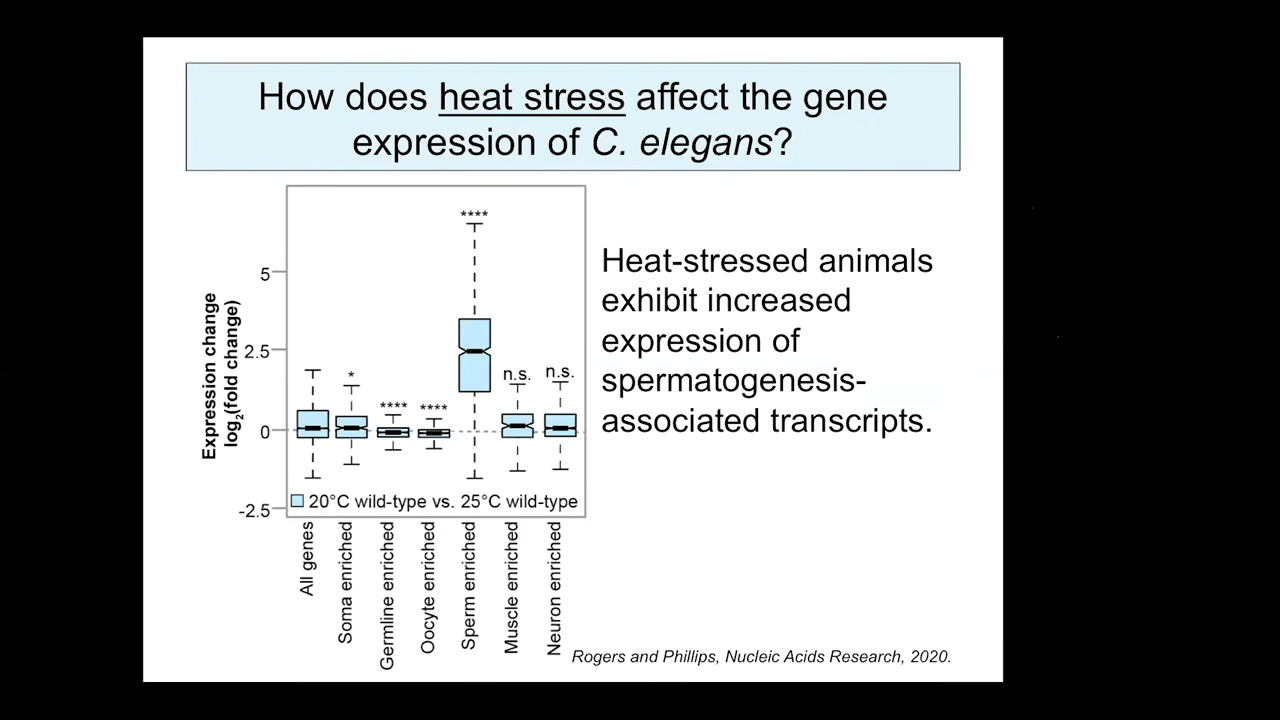 How does heat stress affect the gene
expression of C. elegans?
Heat-stressed animals
exhibit increased
expression of
spermatogenesis-
associated transcripts.
Expression change
log2(fold change)
5
2.5
0
-2.5
*
****
****
****
n.s.
n.s.
20°C wild-type vs. 25°C wild-type
All genes
Soma enriched
Germline enriched
Oocyte enriched
Sperm enriched
Muscle enriched
Neuron enriched
Rogers and Phillips, Nucleic Acids Research, 2020.